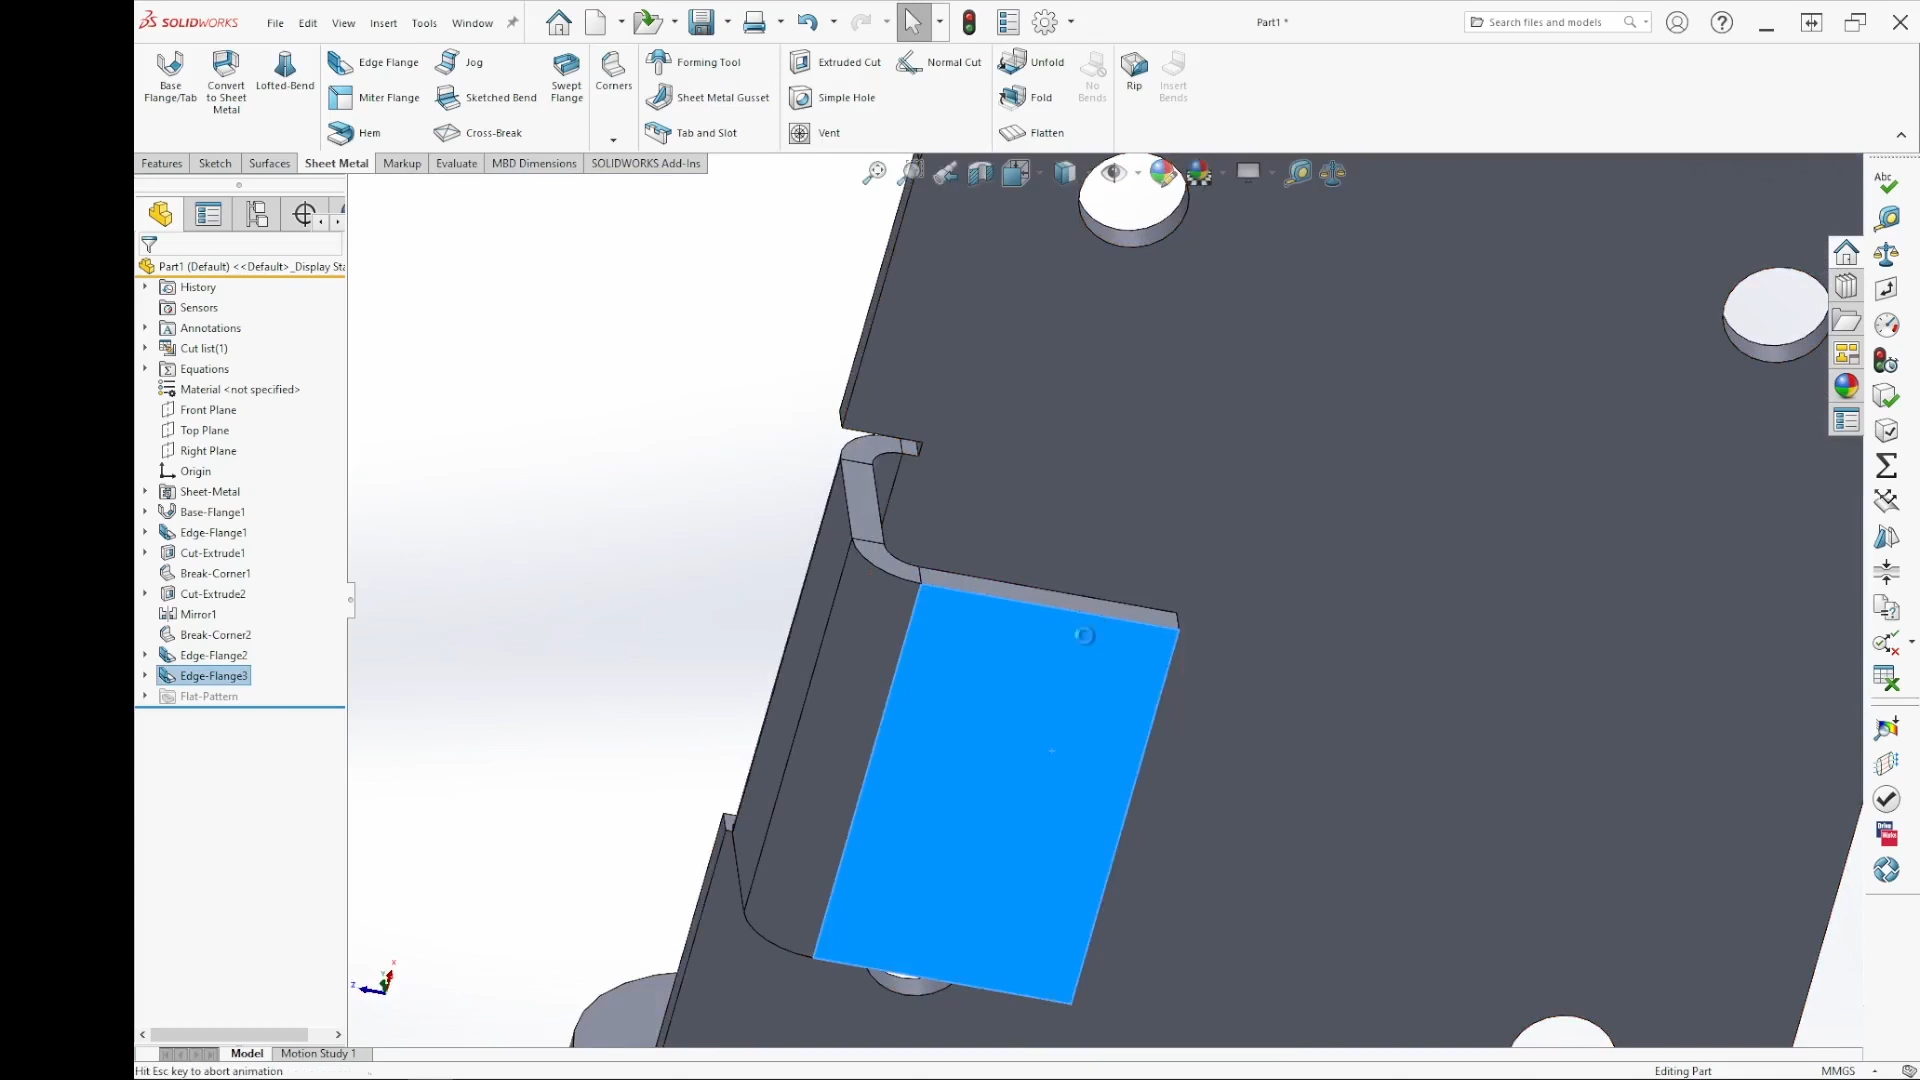 SOLIDWORKS File Edit View Insert Tools Window Part1 * Search files and models
Base Flange/Tab
Convert to Sheet Metal
Lofted-Bend
Edge Flange
Miter Flange
Hem
Jog
Sketched Bend
Cross-Break
Swept Flange
Corners
Forming Tool
Sheet Metal Gusset
Tab and Slot
Extruded Cut
Simple Hole
Vent
Normal Cut
Unfold
Fold
Flatten
No Bends
Rip
Insert Bends
Features Sketch Surfaces Sheet Metal Markup Evaluate MBD Dimensions SOLIDWORKS Add-Ins
Abc
Part1 (Default) <<Default>_Display Sta
History
Sensors
Annotations
Cut list(1)
Equations
Material <not specified>
Front Plane
Top Plane
Right Plane
Origin
Sheet-Metal
Base-Flange1
Edge-Flange1
Cut-Extrude1
Break-Corner1
Cut-Extrude2
Mirror1
Break-Corner2
Edge-Flange2
Edge-Flange3
Flat-Pattern
Model Motion Study 1
Hit Esc key to abort animation Editing Part MMGS